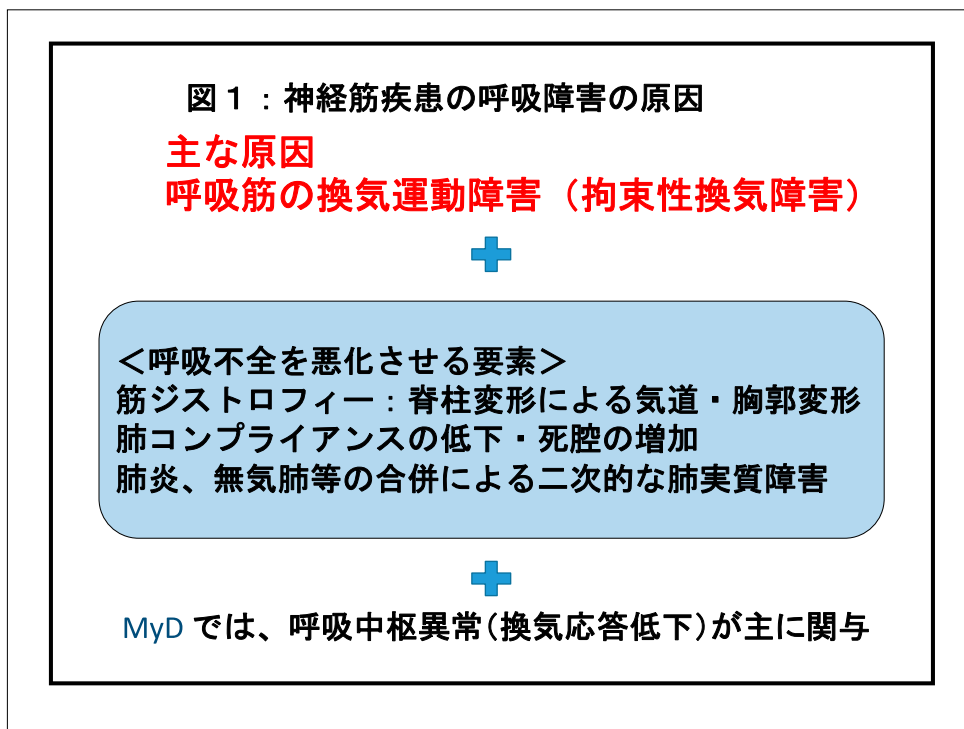 図１：神経筋疾患の呼吸障害の原因
主な原因
呼吸筋の換気運動障害（拘束性換気障害）
＜呼吸不全を悪化させる要素＞
筋ジストロフィー：脊柱変形による気道・胸郭変形
肺コンプライアンスの低下・死腔の増加
肺炎、無気肺等の合併による二次的な肺実質障害
MyD では、呼吸中枢異常(換気応答低下)が主に関与